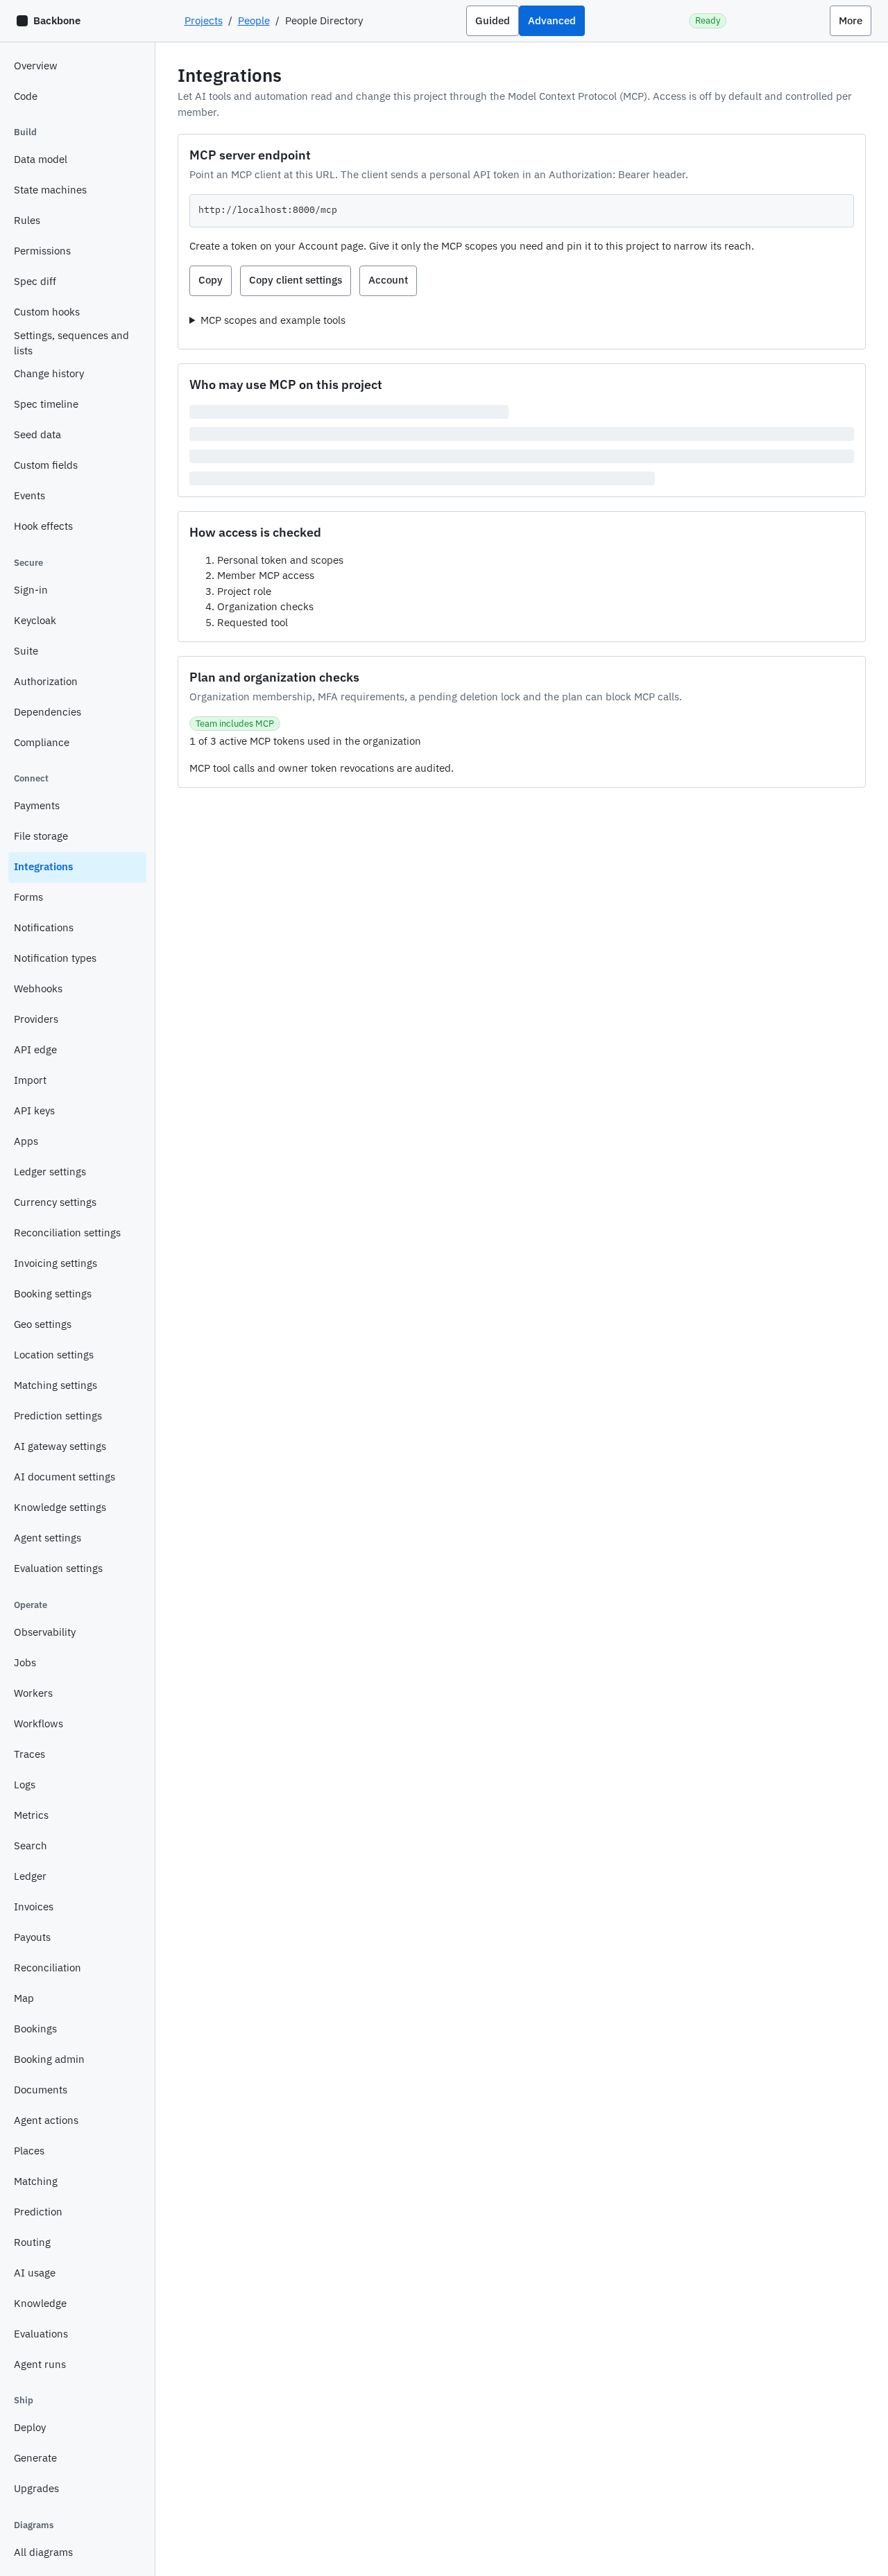 Backbone
Projects / People / People Directory
Guided
Advanced
Ready
More
Overview
Code
Build
Data model
State machines
Rules
Permissions
Spec diff
Custom hooks
Settings, sequences and
lists
Change history
Spec timeline
Seed data
Custom fields
Events
Hook effects
Secure
Sign-in
Keycloak
Suite
Authorization
Dependencies
Compliance
Connect
Payments
File storage
Integrations
Forms
Notifications
Notification types
Webhooks
Providers
API edge
Import
API keys
Apps
Ledger settings
Currency settings
Reconciliation settings
Invoicing settings
Booking settings
Geo settings
Location settings
Matching settings
Prediction settings
AI gateway settings
AI document settings
Knowledge settings
Agent settings
Evaluation settings
Operate
Observability
Jobs
Workers
Workflows
Traces
Logs
Metrics
Search
Ledger
Invoices
Payouts
Reconciliation
Map
Bookings
Booking admin
Documents
Agent actions
Places
Matching
Prediction
Routing
AI usage
Knowledge
Evaluations
Agent runs
Ship
Deploy
Generate
Upgrades
Diagrams
All diagrams
Integrations
Let AI tools and automation read and change this project through the Model Context Protocol (MCP). Access is off by default and controlled per
member.
MCP server endpoint
Point an MCP client at this URL. The client sends a personal API token in an Authorization: Bearer header.
http://localhost:8000/mcp
Create a token on your Account page. Give it only the MCP scopes you need and pin it to this project to narrow its reach.
Copy
Copy client settings
Account
MCP scopes and example tools
Who may use MCP on this project
How access is checked
1. Personal token and scopes
2. Member MCP access
3. Project role
4. Organization checks
5. Requested tool
Plan and organization checks
Organization membership, MFA requirements, a pending deletion lock and the plan can block MCP calls.
Team includes MCP
1 of 3 active MCP tokens used in the organization
MCP tool calls and owner token revocations are audited.